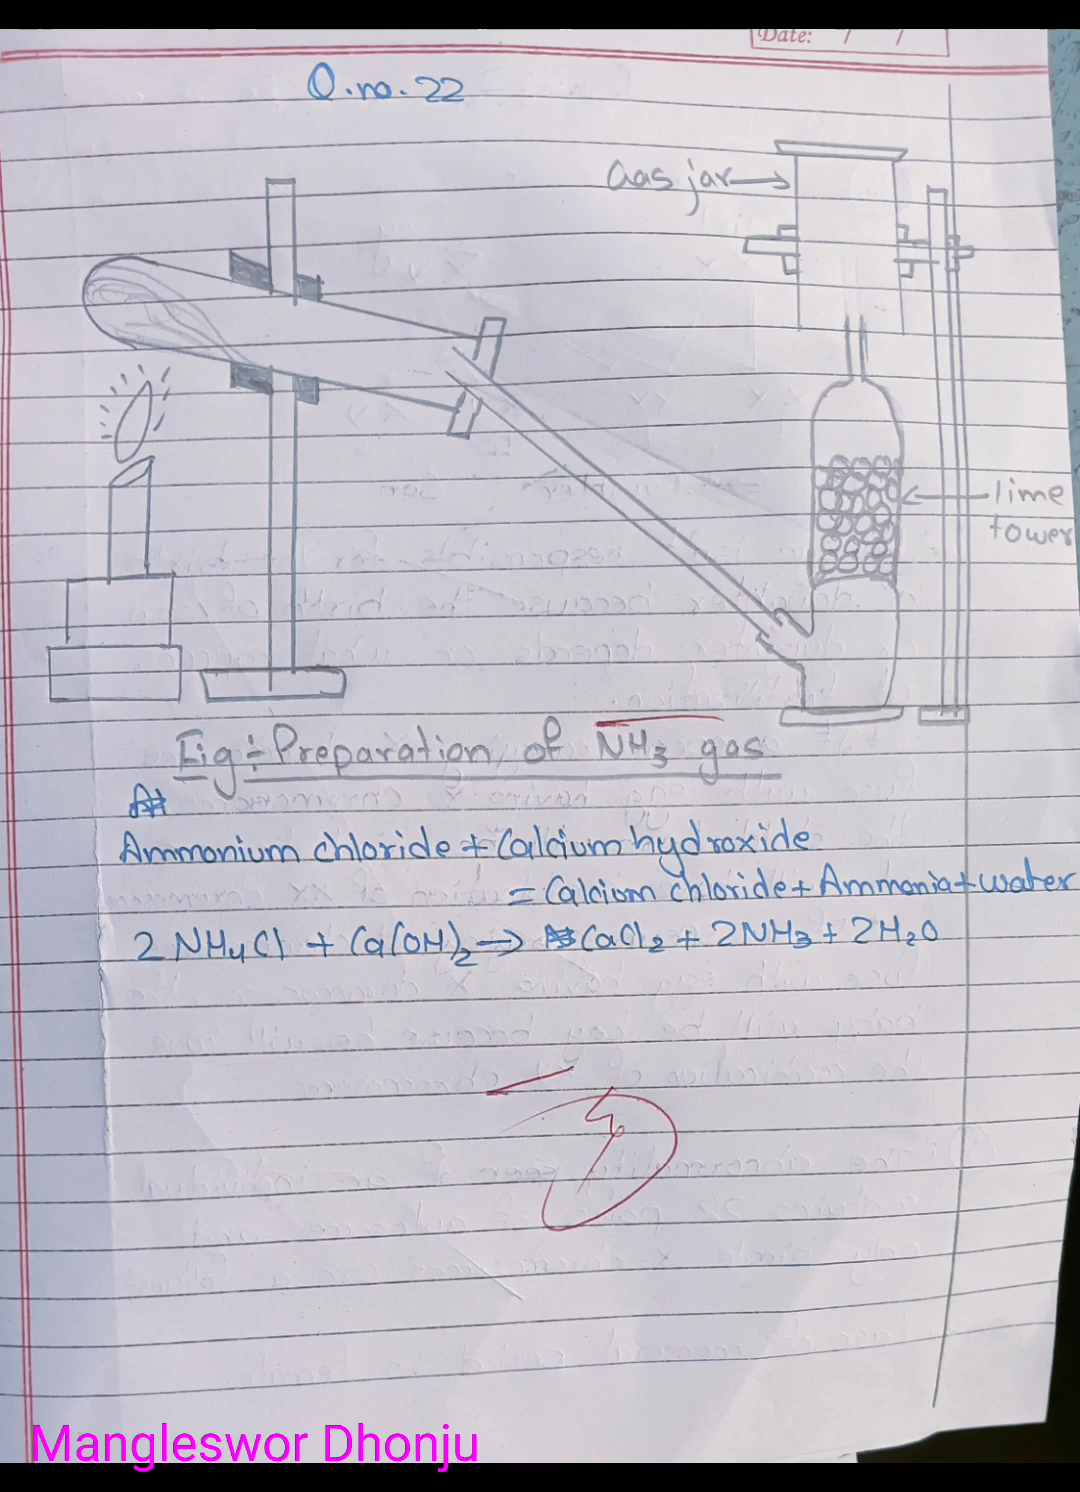 Date: / /
Q.no.22
Gas jar
lime
tower
Fig:- Preparation of NH3 gas
Ammonium chloride + Calcium hydroxide
= Calcium chloride + Ammonia + water
2NH4Cl + Ca(OH)2 → CaCl2 + 2NH3 + 2H2O
Mangleswor Dhonju